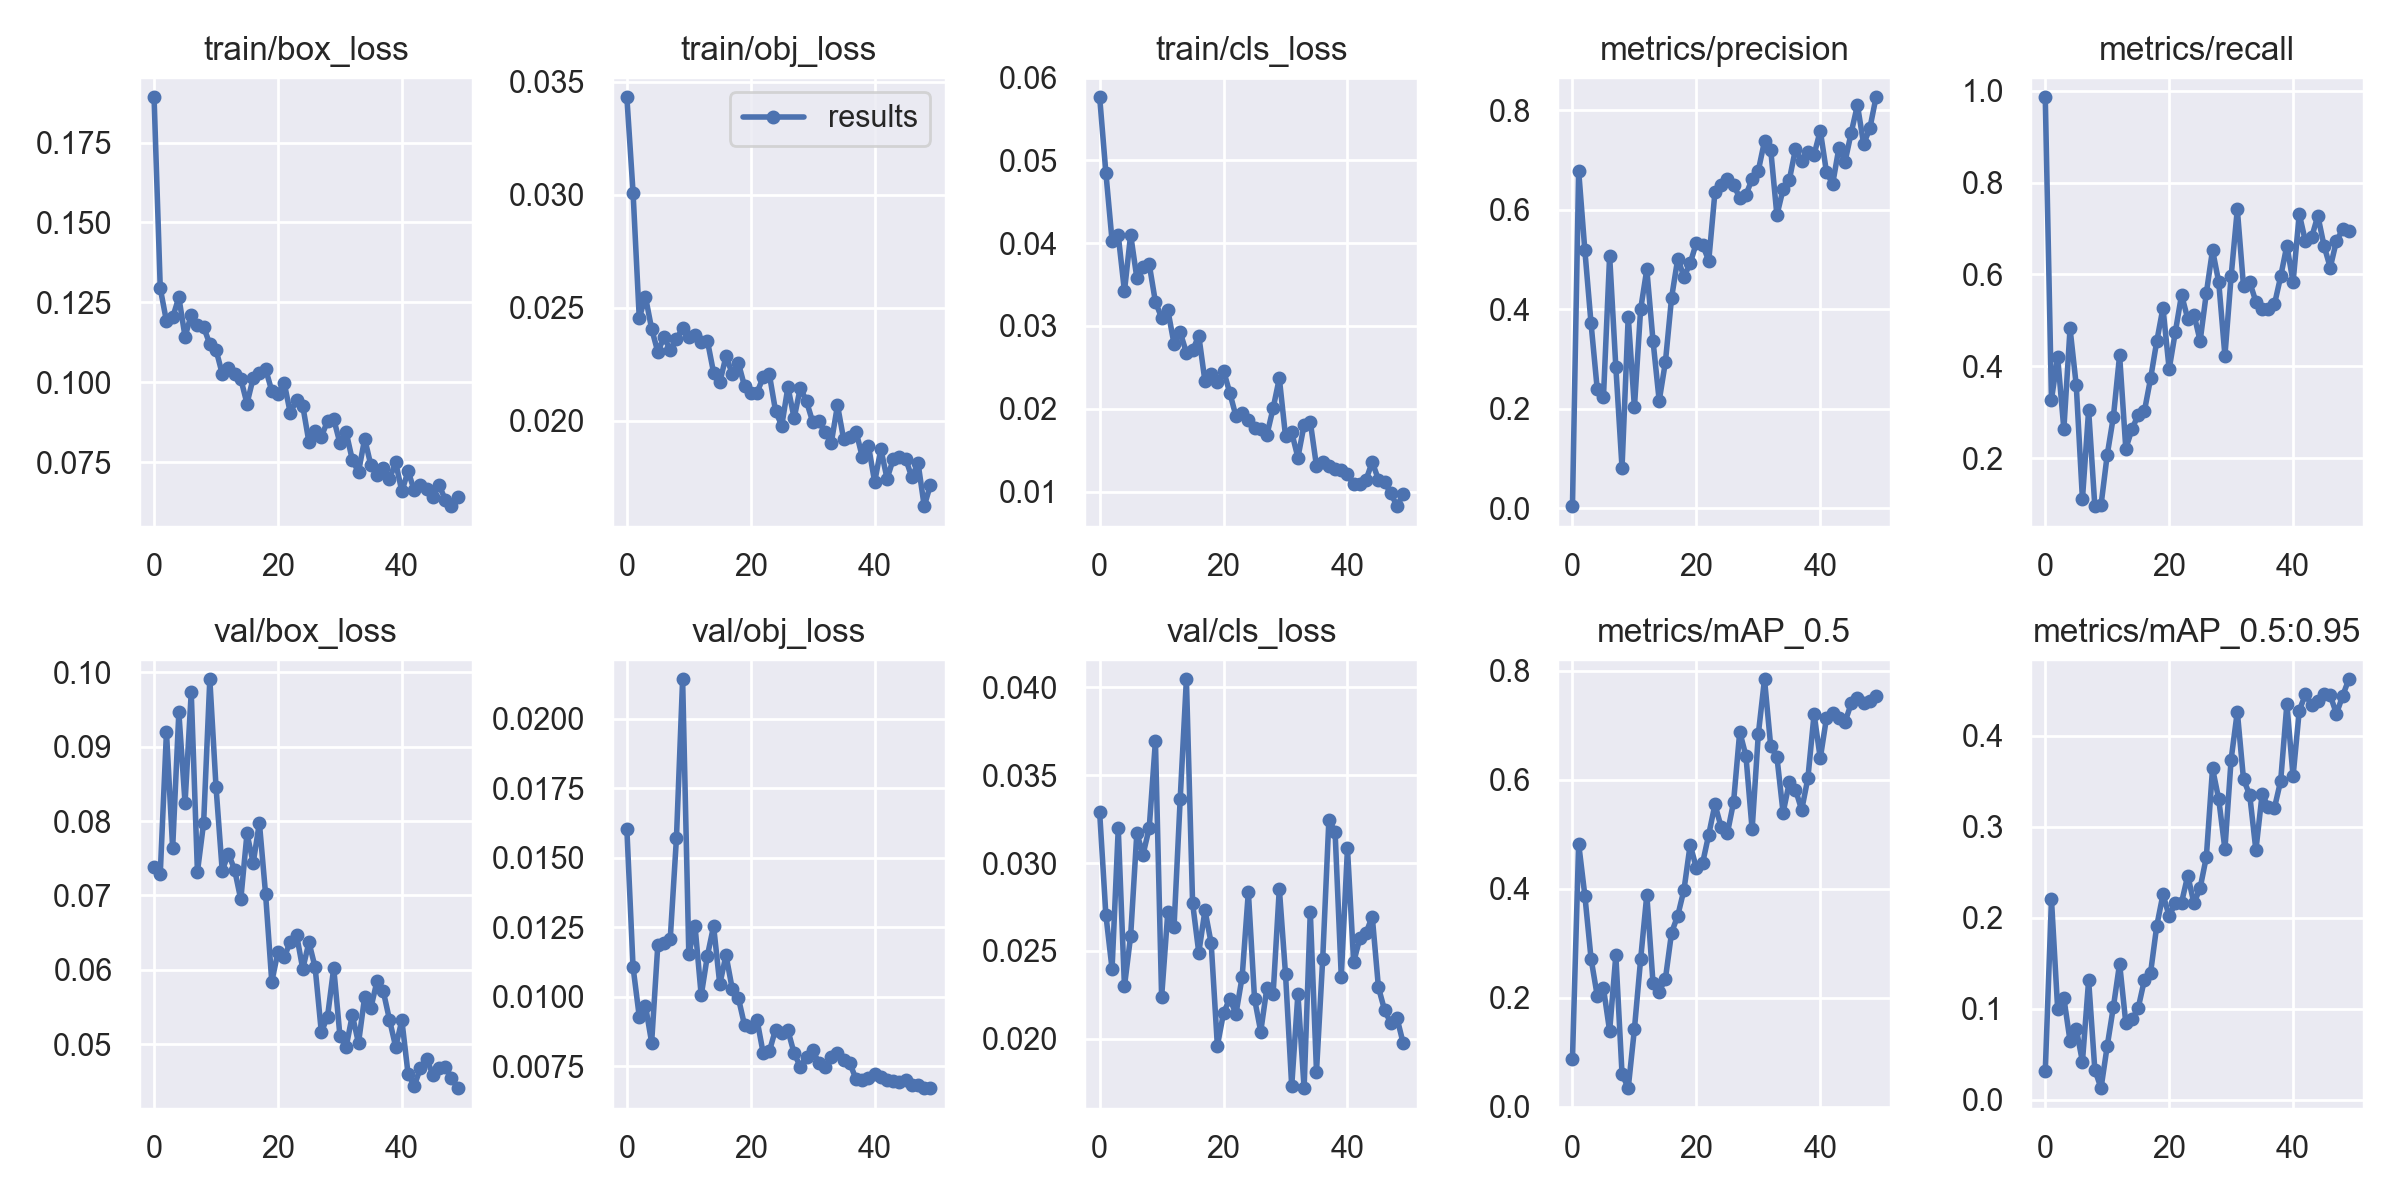 train/box_loss
0.175
0.150
0.125
0.100
0.075
0 20 40
train/obj_loss
results
0.035
0.030
0.025
0.020
0 20 40
train/cls_loss
0.06
0.05
0.04
0.03
0.02
0.01
0 20 40
metrics/precision
0.8
0.6
0.4
0.2
0.0
0 20 40
metrics/recall
1.0
0.8
0.6
0.4
0.2
0 20 40
val/box_loss
0.10
0.09
0.08
0.07
0.06
0.05
0 20 40
val/obj_loss
0.0200
0.0175
0.0150
0.0125
0.0100
0.0075
0 20 40
val/cls_loss
0.040
0.035
0.030
0.025
0.020
0 20 40
metrics/mAP_0.5
0.8
0.6
0.4
0.2
0.0
0 20 40
metrics/mAP_0.5:0.95
0.4
0.3
0.2
0.1
0.0
0 20 40